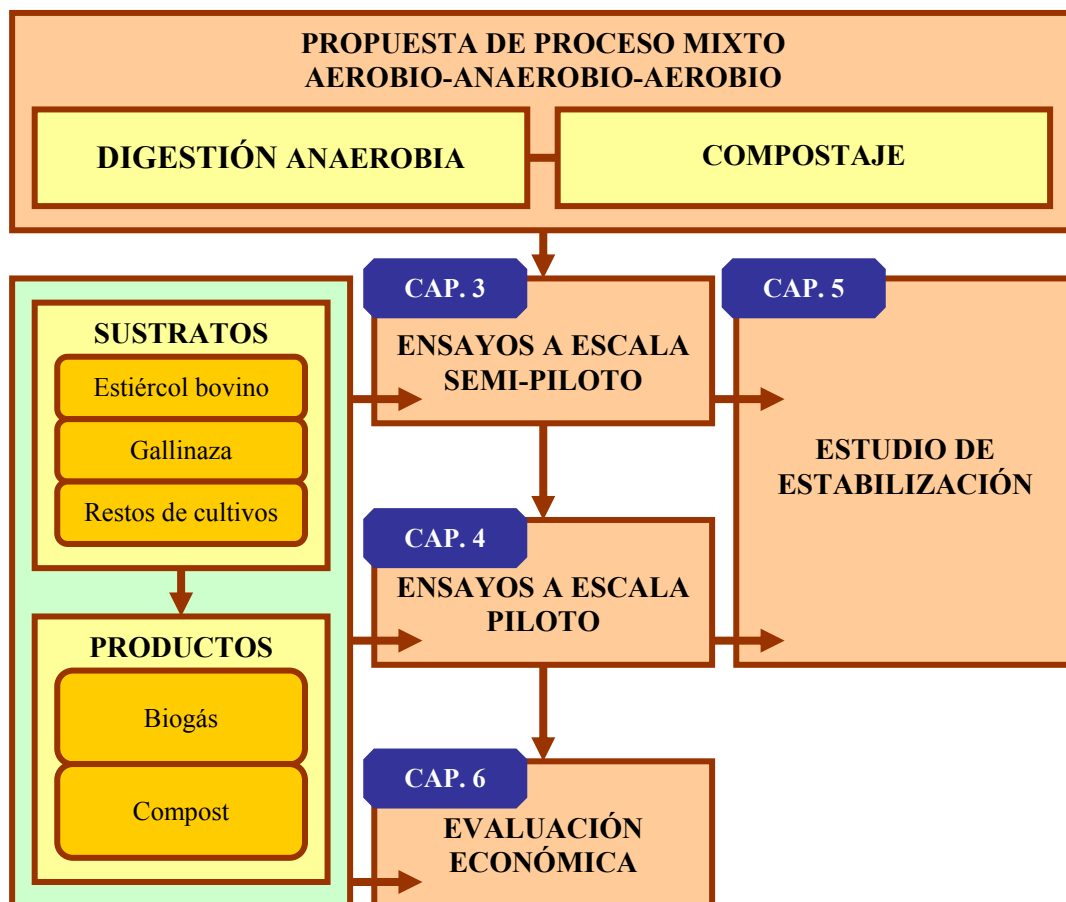 PROPUESTA DE PROCESO MIXTO
AEROBIO-ANAEROBIO-AEROBIO
DIGESTIÓN ANAEROBIA
COMPOSTAJE
SUSTRATOS
Estiércol bovino
Gallinaza
Restos de cultivos
PRODUCTOS
Biogás
Compost
CAP. 3
ENSAYOS A ESCALA
SEMI-PILOTO
CAP. 4
ENSAYOS A ESCALA
PILOTO
CAP. 6
EVALUACIÓN
ECONÓMICA
CAP. 5
ESTUDIO DE
ESTABILIZACIÓN